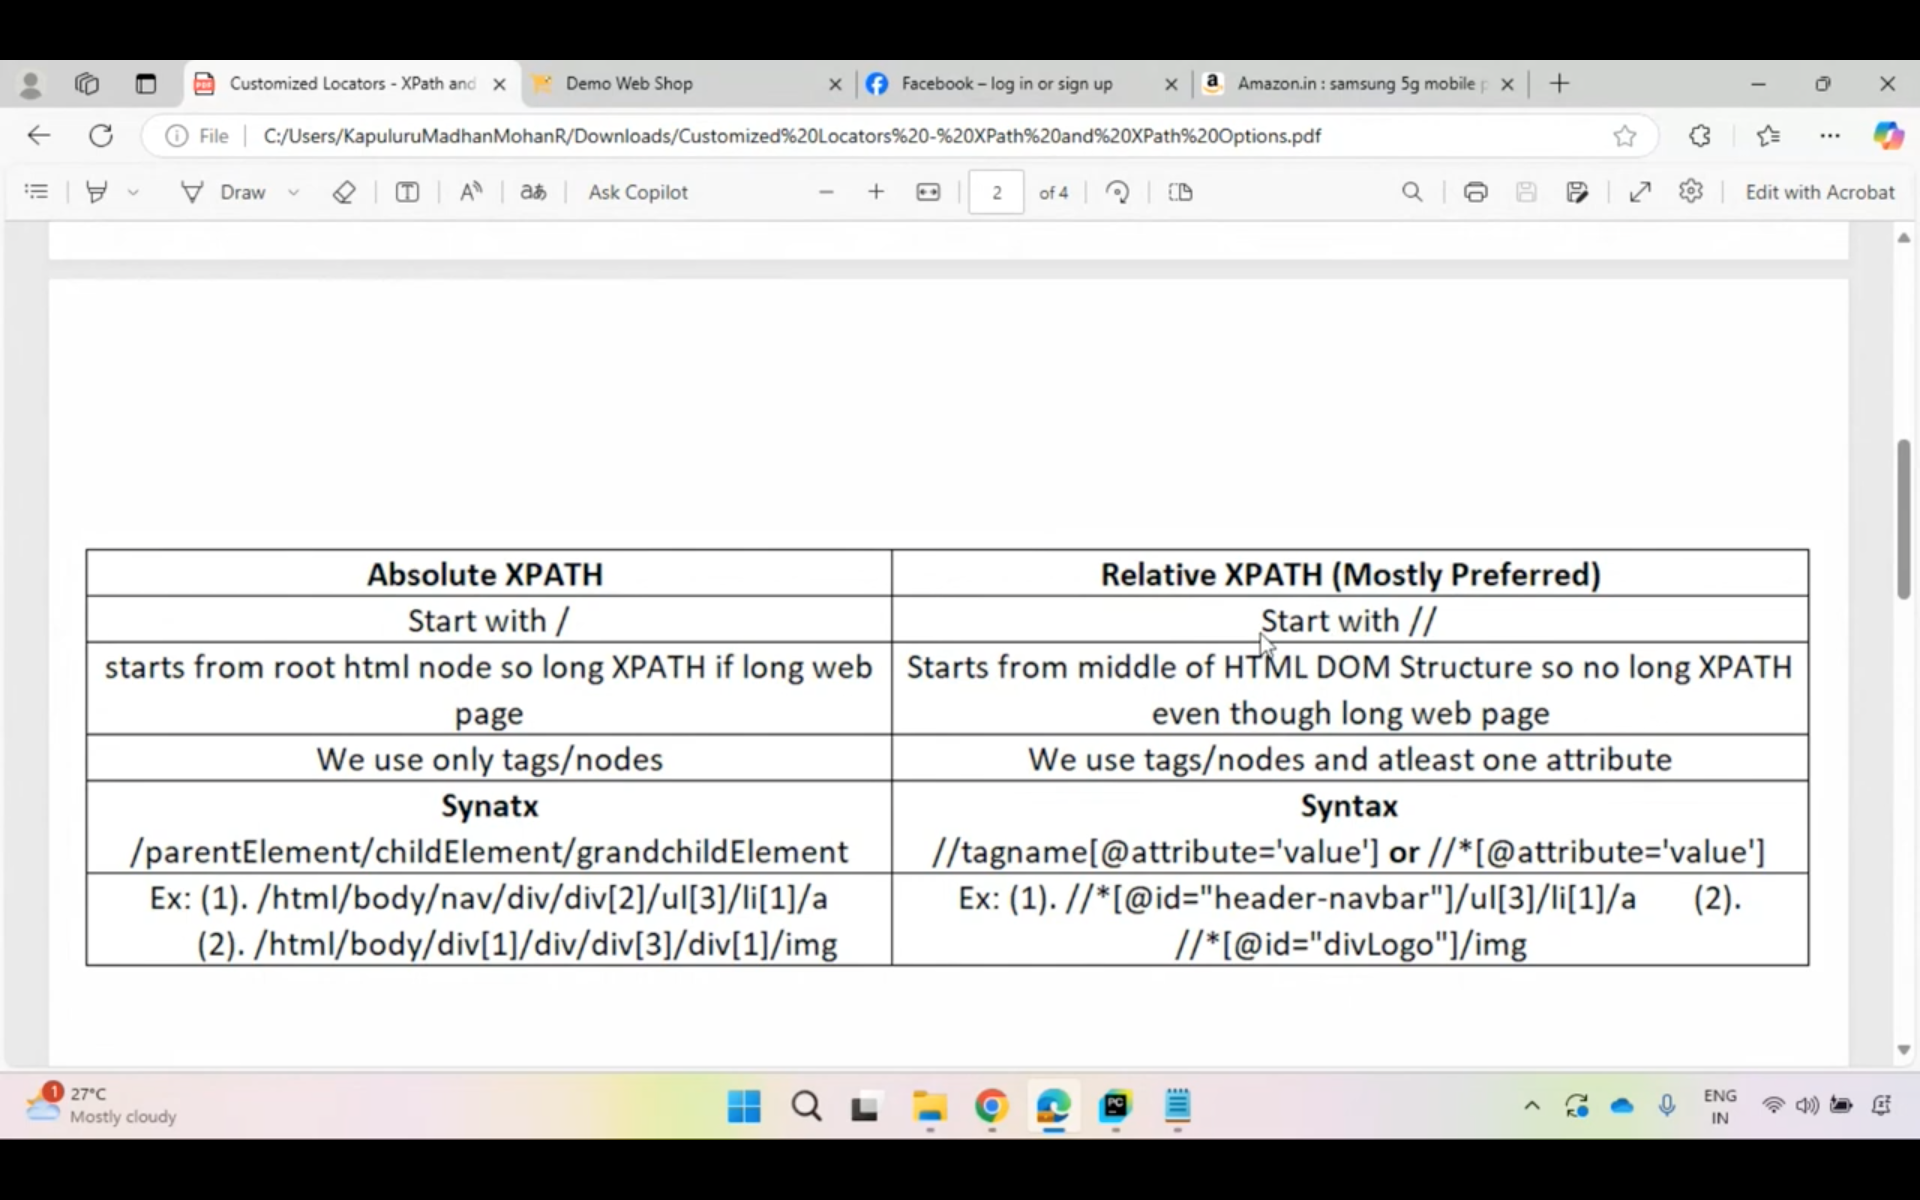 Customized Locators - XPath and
Demo Web Shop
Facebook – log in or sign up
Amazon.in : samsung 5g mobile p
File
C:/Users/KapuluruMadhanMohanR/Downloads/Customized%20Locators%20-%20XPath%20and%20XPath%20Options.pdf
Draw
Ask Copilot
2 of 4
Edit with Acrobat
Absolute XPATH
Relative XPATH (Mostly Preferred)
Start with /
Start with //
starts from root html node so long XPATH if long web
page
Starts from middle of HTML DOM Structure so no long XPATH
even though long web page
We use only tags/nodes
We use tags/nodes and atleast one attribute
Synatx
/parentElement/childElement/grandchildElement
Syntax
//tagname[@attribute='value'] or //*[@attribute='value']
Ex: (1). /html/body/nav/div/div[2]/ul[3]/li[1]/a
(2). /html/body/div[1]/div/div[3]/div[1]/img
Ex: (1). //*[@id="header-navbar"]/ul[3]/li[1]/a (2).
//*[@id="divLogo"]/img
1
27°C
Mostly cloudy
ENG
IN